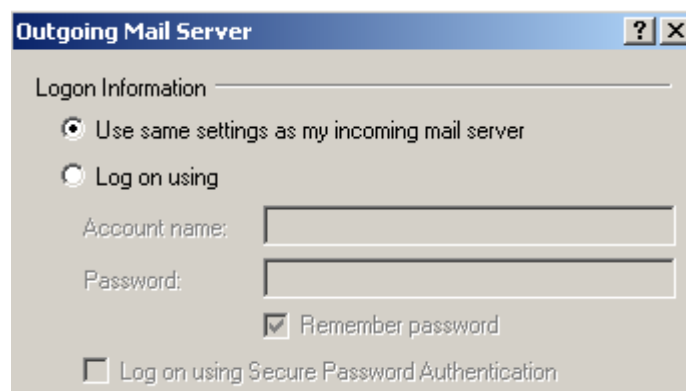 Outgoing Mail Server
Logon Information
Use same settings as my incoming mail server
Log on using
Account name:
Password:
Remember password
Log on using Secure Password Authentication